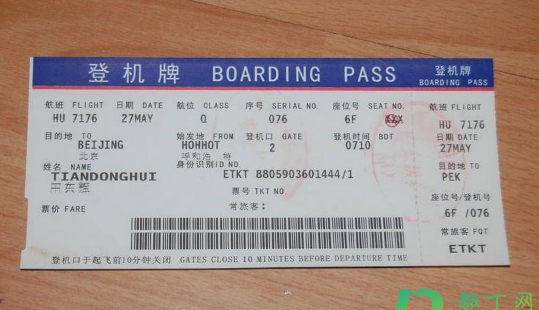 登机牌 BOARDING PASS 登机牌
BOARDING PASS
航班 FLIGHT 日期 DATE 航位 CLASS 序号 SERIAL NO. 座位号 SEAT NO. 航班 FLIGHT
HU 7176 27MAY Q 076 6F HU 7176
日期 DATE
27MAY
目的地 TO 始发地 FROM 登机口 GATE 登机时间 BDT
BEIJING HOHHOT 2 0710
北京 呼和浩特
目的地 TO
PEK
姓名 NAME 身份识别 ID NO.
TIANDONGHUI ETKT 8805903601444/1
田东
票号 TKT NO.
座位号/登机号
6F /076
票价 FARE 常旅客:
常旅客 FQT
ETKT
登机口于起飞前10分钟关闭 GATES CLOSE 10 MINUTES BEFORE DEPARTURE TIME